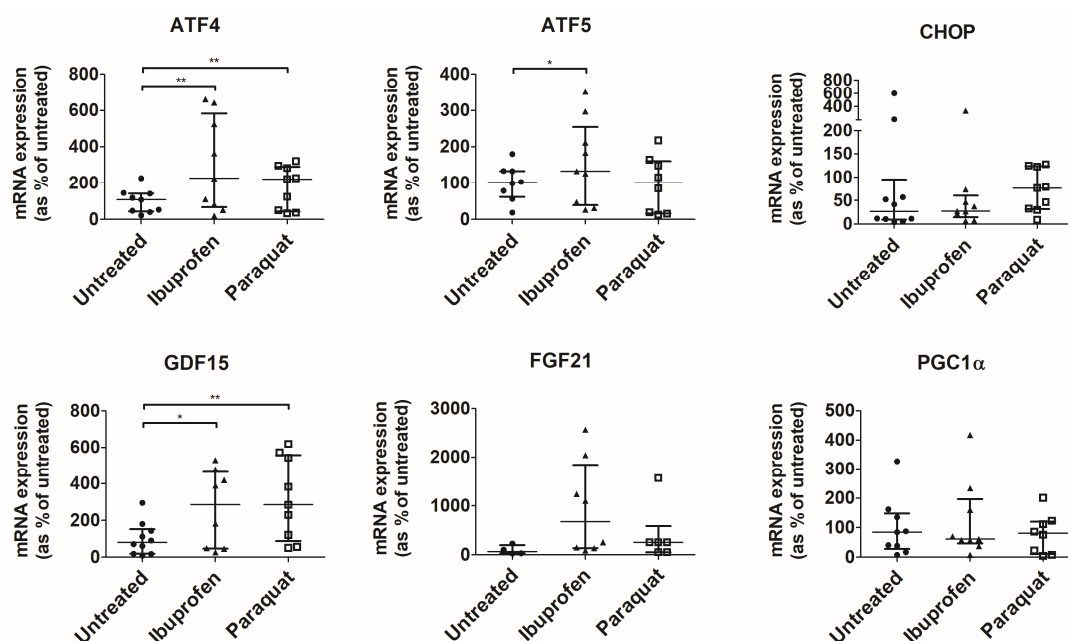 ATF4
mRNA expression
(as % of untreated)
800
600
400
200
0
**
**
Untreated
Ibuprofen
Paraquat
ATF5
mRNA expression
(as % of untreated)
400
300
200
100
0
*
Untreated
Ibuprofen
Paraquat
CHOP
mRNA expression
(as % of untreated)
800
600
400
200
150
100
50
0
Untreated
Ibuprofen
Paraquat
GDF15
mRNA expression
(as % of untreated)
800
600
400
200
0
**
*
Untreated
Ibuprofen
Paraquat
FGF21
mRNA expression
(as % of untreated)
3000
2000
1000
0
Untreated
Ibuprofen
Paraquat
PGC1α
mRNA expression
(as % of untreated)
500
400
300
200
100
0
Untreated
Ibuprofen
Paraquat